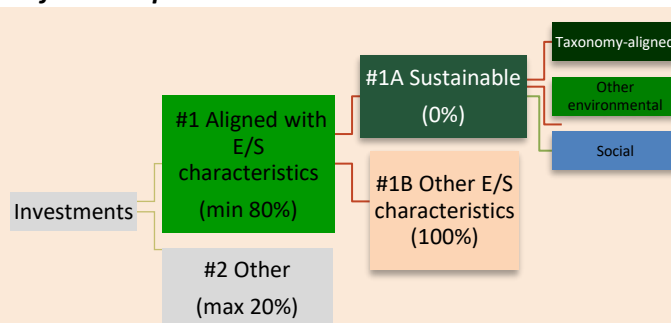 Taxonomy-aligned
#1A Sustainable
(0%)
Other
environmental
#1 Aligned with
E/S
characteristics
(min 80%)
Social
#1B Other E/S
characteristics
(100%)
Investments
#2 Other
(max 20%)